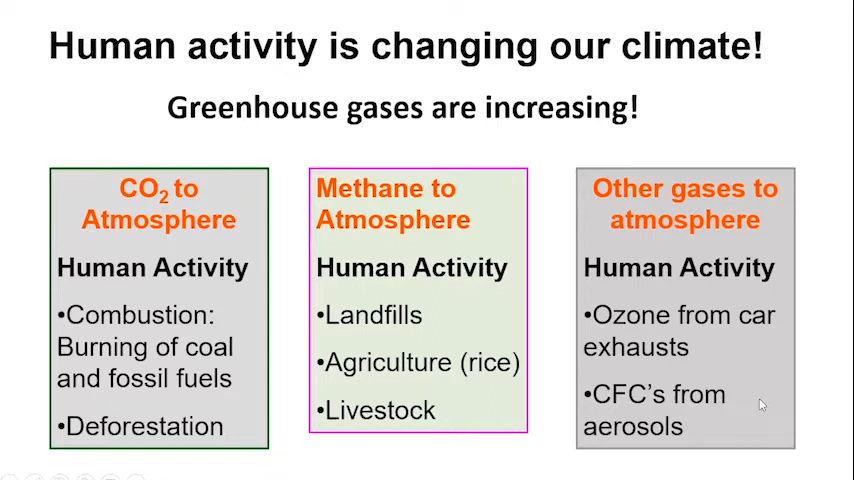 Human activity is changing our climate!
Greenhouse gases are increasing!
CO₂ to
Atmosphere
Human Activity
•Combustion:
Burning of coal
and fossil fuels
•Deforestation
Methane to
Atmosphere
Human Activity
•Landfills
•Agriculture (rice)
•Livestock
Other gases to
atmosphere
Human Activity
•Ozone from car
exhausts
•CFC's from
aerosols